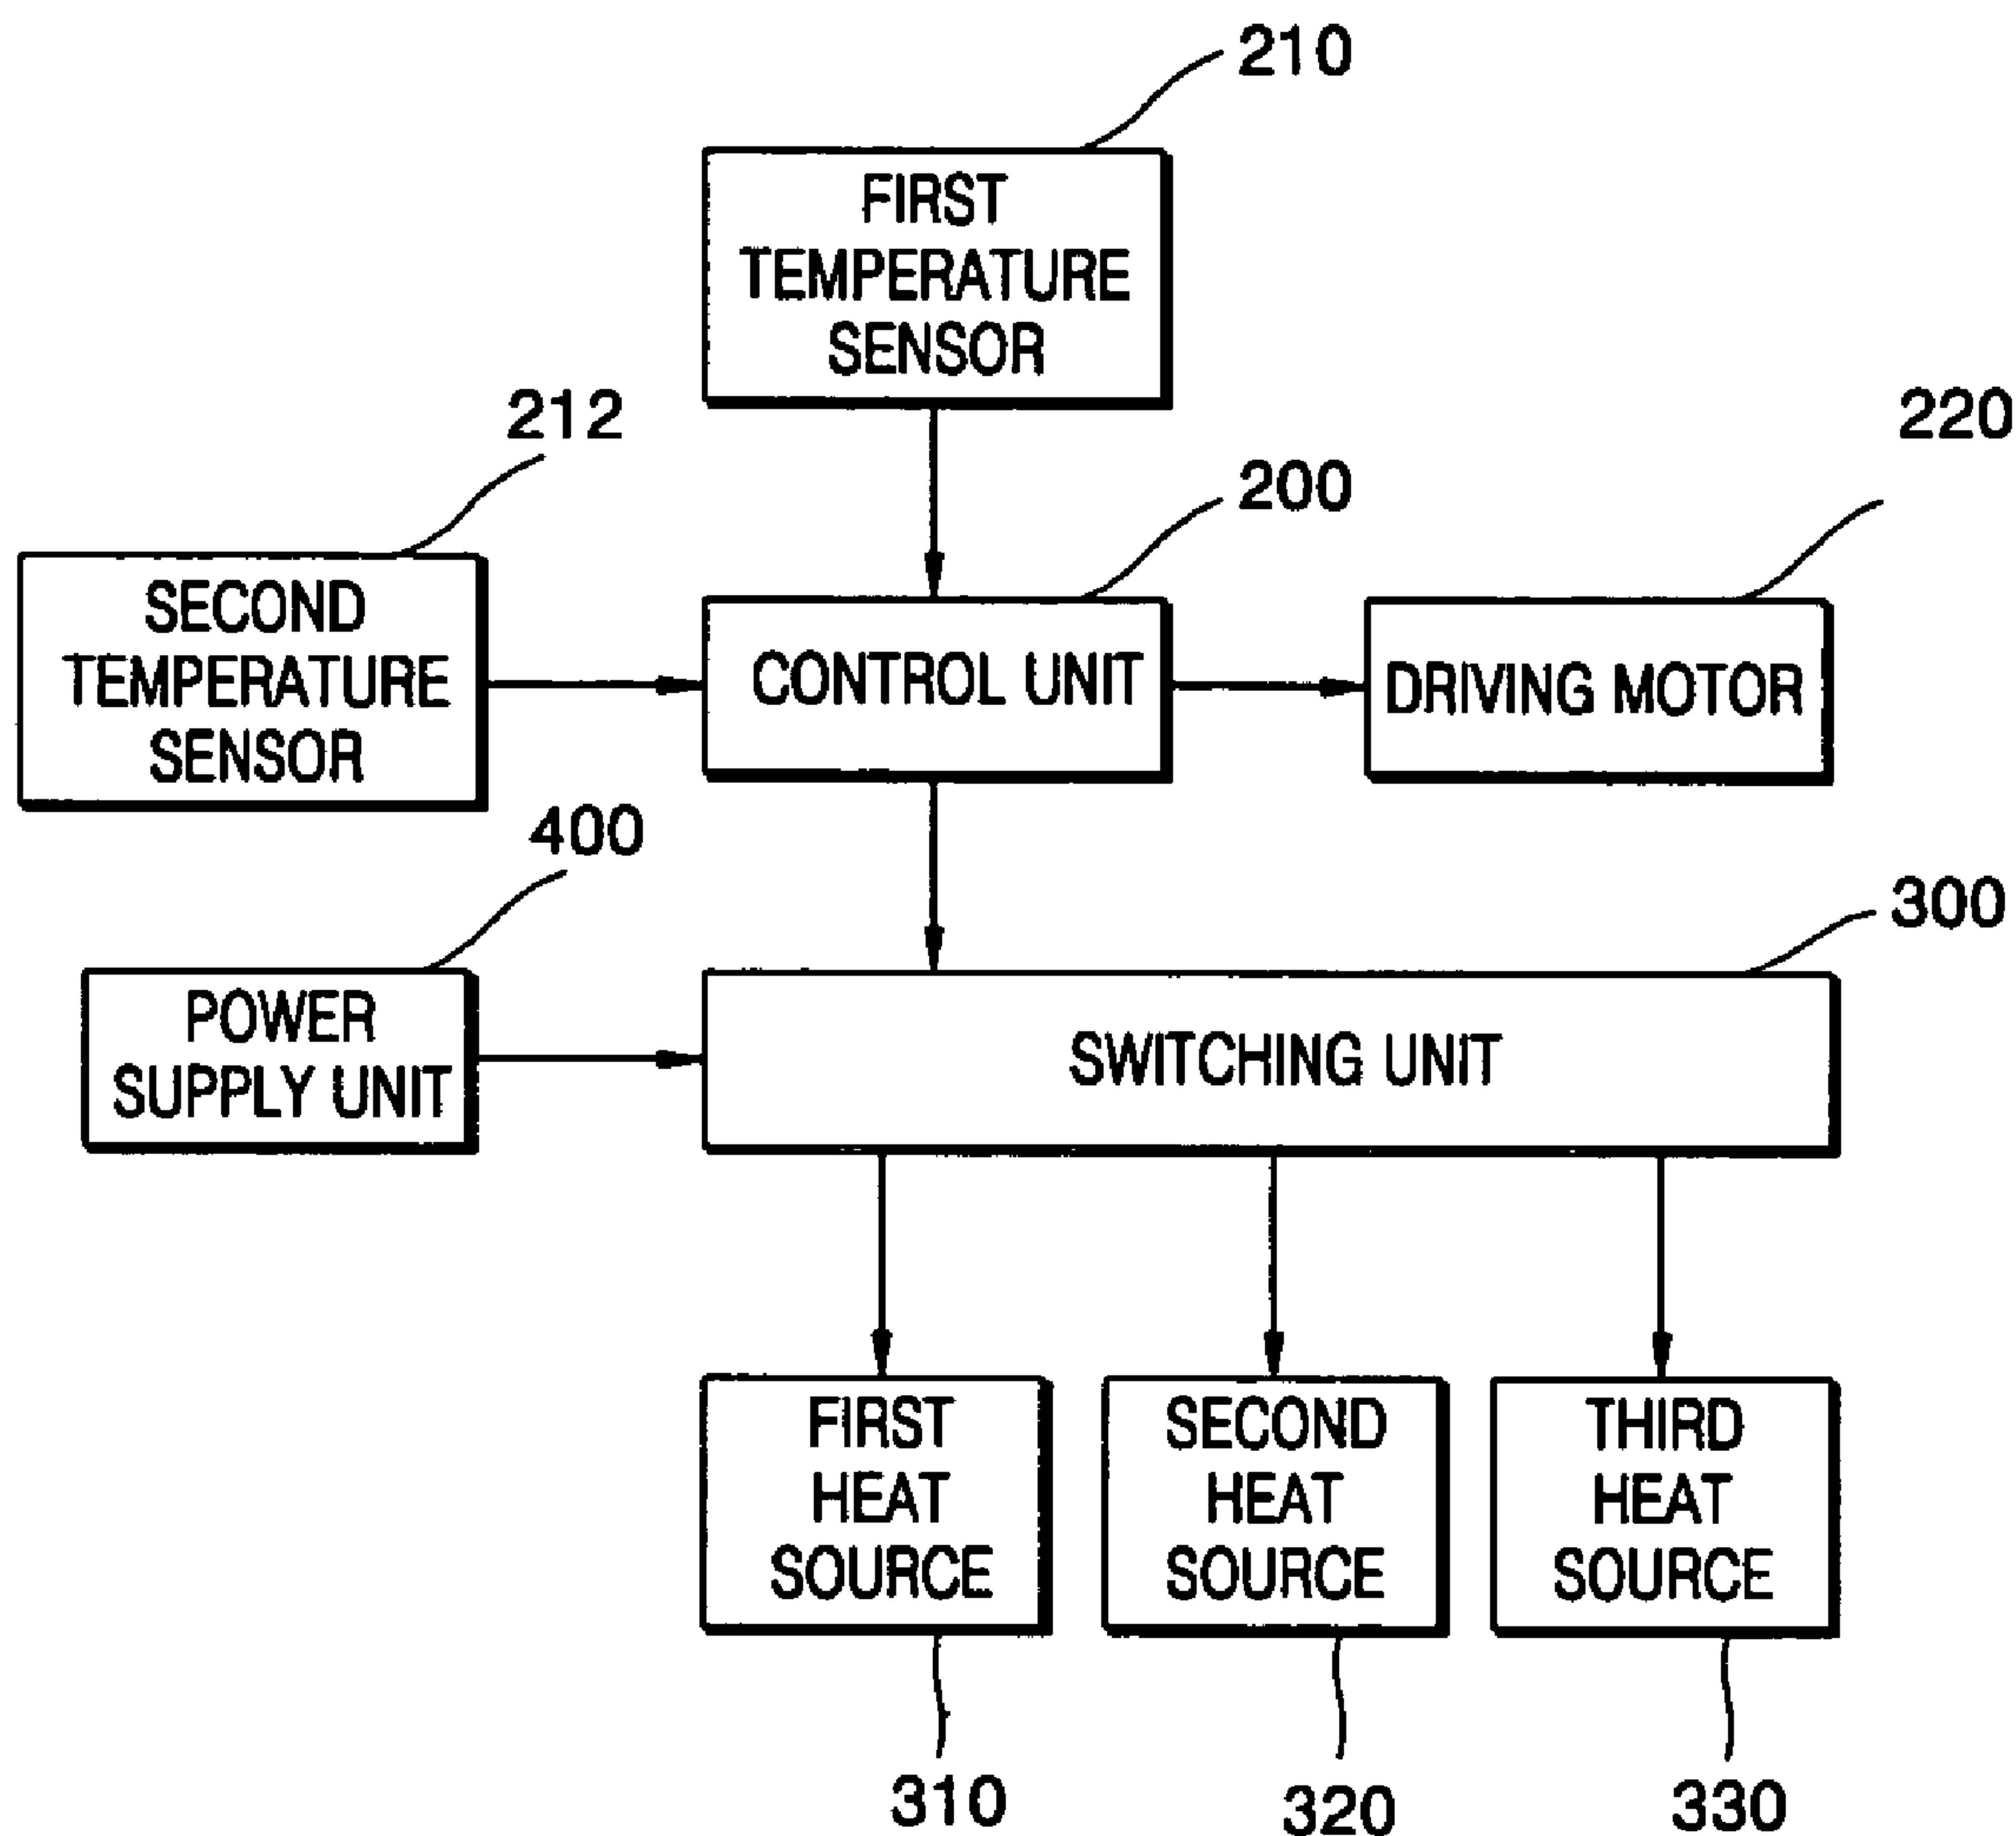 210
FIRST
TEMPERATURE
SENSOR
212
SECOND
TEMPERATURE
SENSOR
200
CONTROL UNIT
220
DRIVING MOTOR
400
POWER
SUPPLY UNIT
300
SWITCHING UNIT
FIRST
HEAT
SOURCE
310
SECOND
HEAT
SOURCE
320
THIRD
HEAT
SOURCE
330